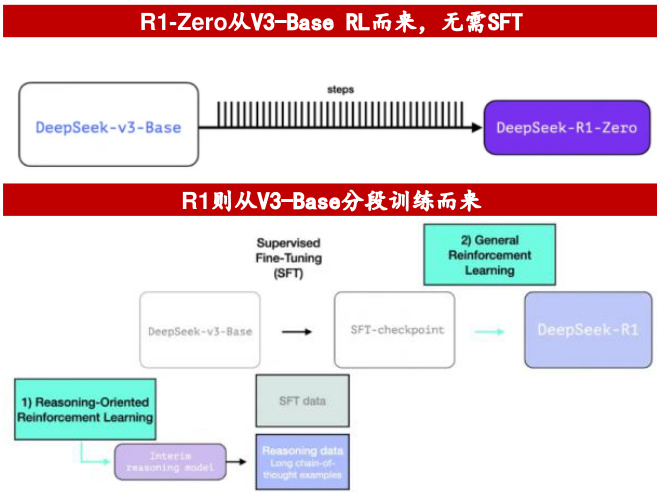 R1-Zero从V3-Base RL而来，无需SFT
steps
DeepSeek-v3-Base
DeepSeek-R1-Zero
R1则从V3-Base分段训练而来
Supervised
Fine-Tuning
(SFT)
2) General
Reinforcement
Learning
DeepSeek-v3-Base
SFT-checkpoint
DeepSeek-R1
1) Reasoning-Oriented
Reinforcement Learning
SFT data
Interim
reasoning model
Reasoning data
Long chain-of-
thought examples